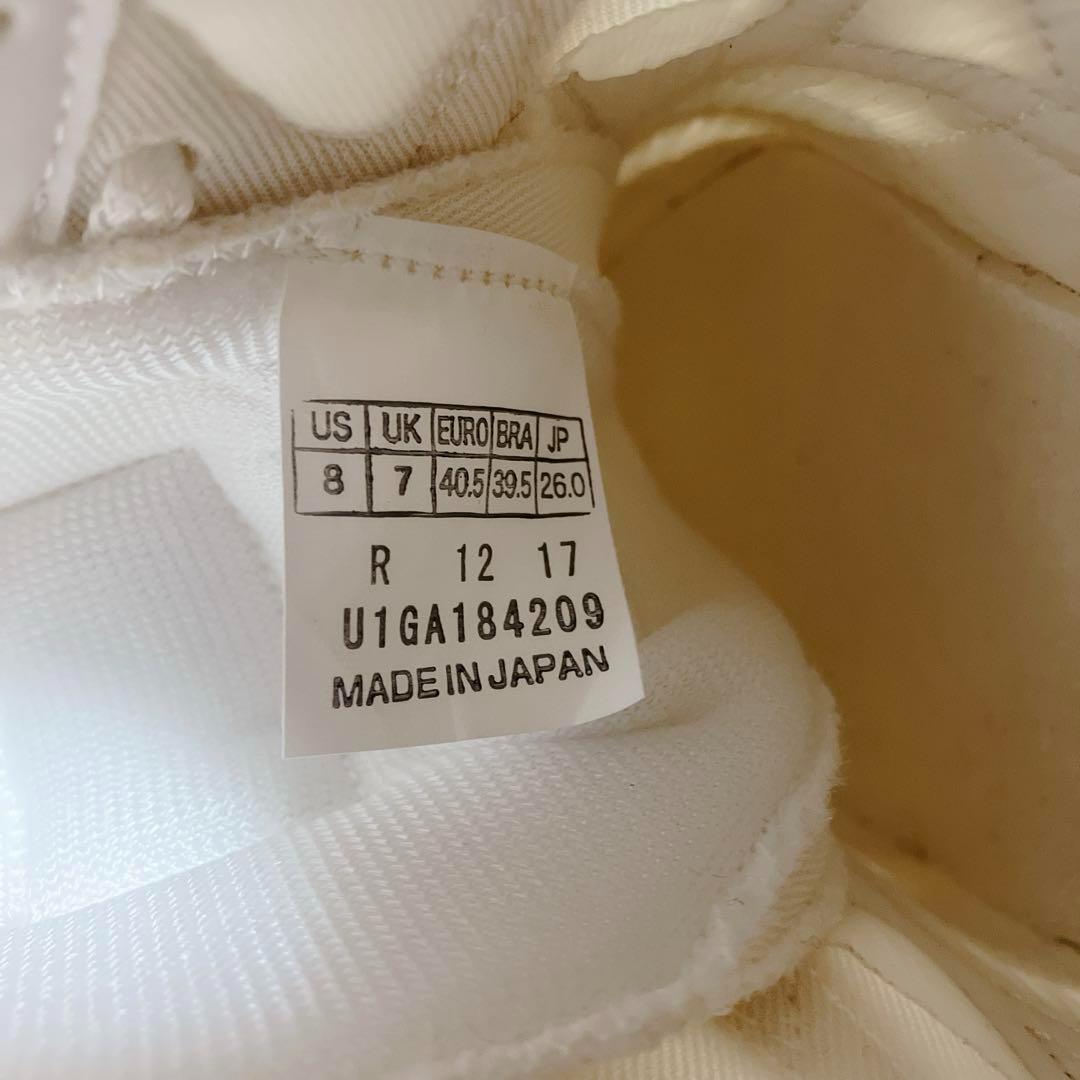 US UK EURO BRA JP
8 7 40.5 39.5 26.0
R 12 17
U1GA184209
MADE IN JAPAN